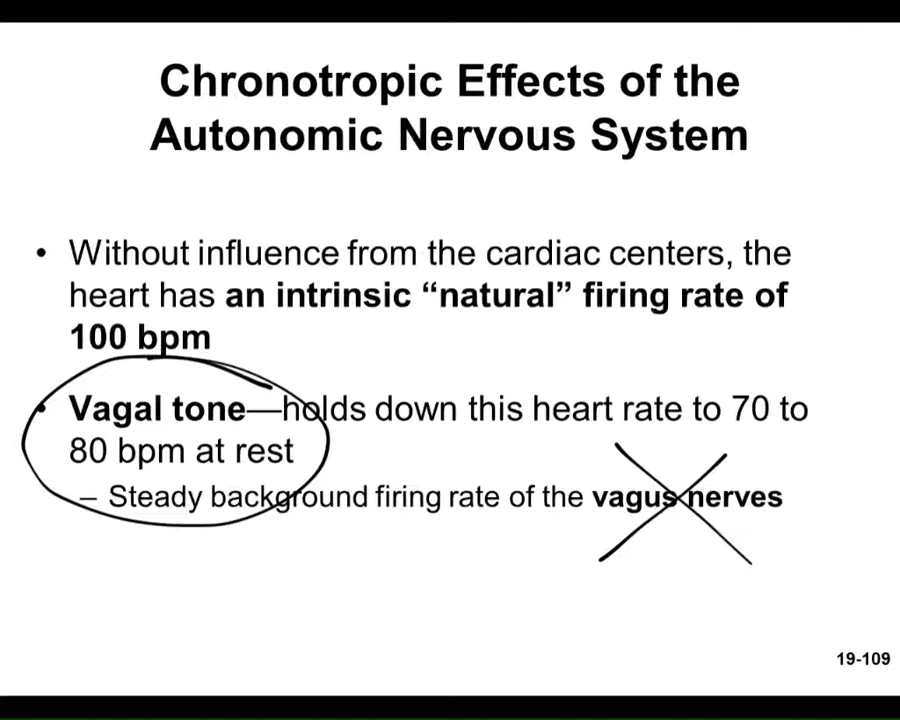 Chronotropic Effects of the
Autonomic Nervous System
• Without influence from the cardiac centers, the
heart has an intrinsic “natural” firing rate of
100 bpm
• Vagal tone—holds down this heart rate to 70 to
80 bpm at rest
– Steady background firing rate of the vagus nerves
19-109